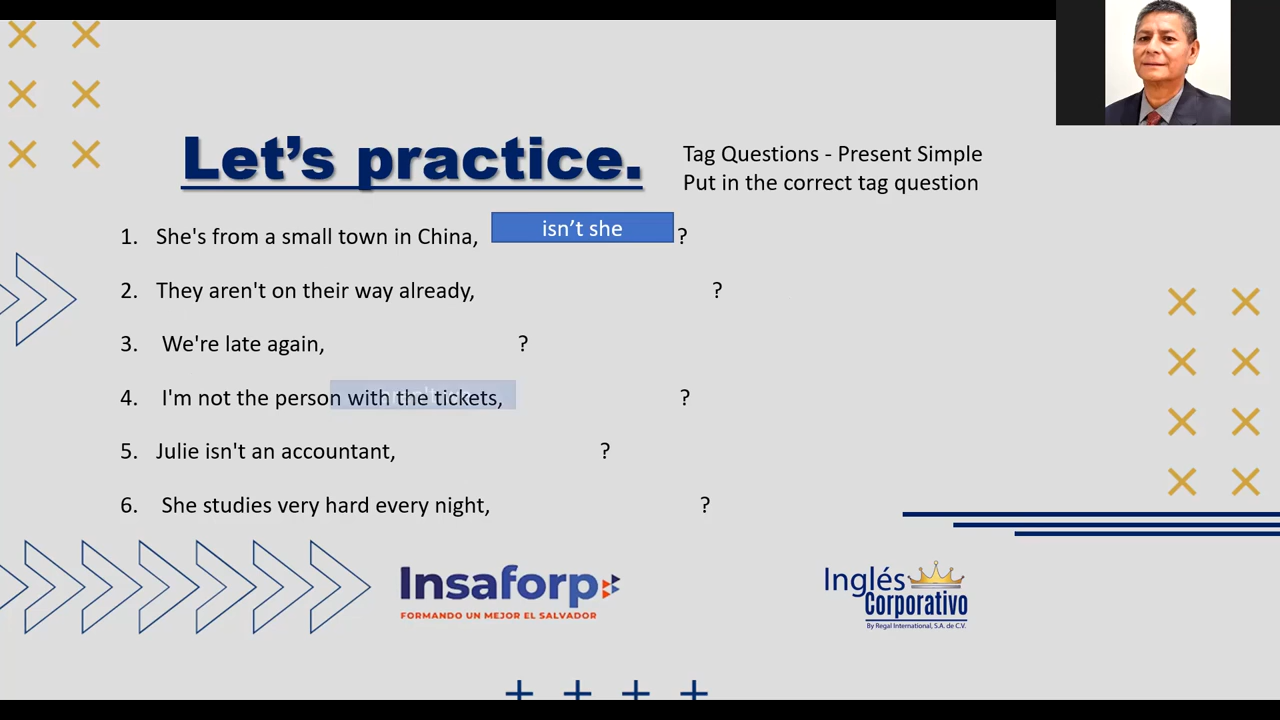 Let's practice.
Tag Questions - Present Simple
Put in the correct tag question
1. She's from a small town in China, isn't she ?
2. They aren't on their way already, ?
3. We're late again, ?
4. I'm not the person with the tickets, ?
5. Julie isn't an accountant, ?
6. She studies very hard every night, ?
Insaforp
FORMANDO UN MEJOR EL SALVADOR
Inglés
Corporativo
By Regal International, S.A. de C.V.